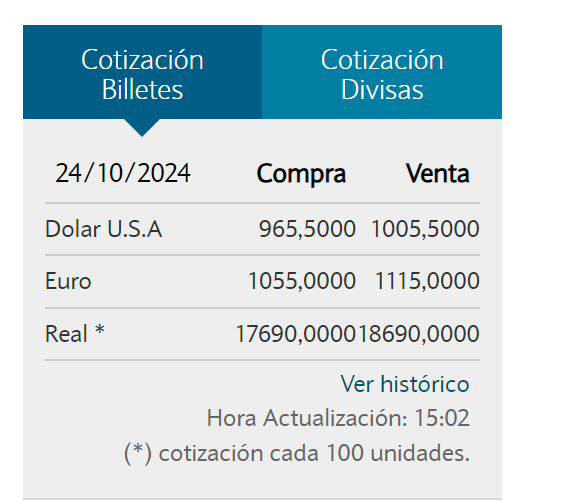 Cotización Billetes
Cotización Divisas
24/10/2024 Compra Venta
Dolar U.S.A 965,5000 1005,5000
Euro 1055,0000 1115,0000
Real * 17690,0000 18690,0000
Ver histórico
Hora Actualización: 15:02
(*) cotización cada 100 unidades.